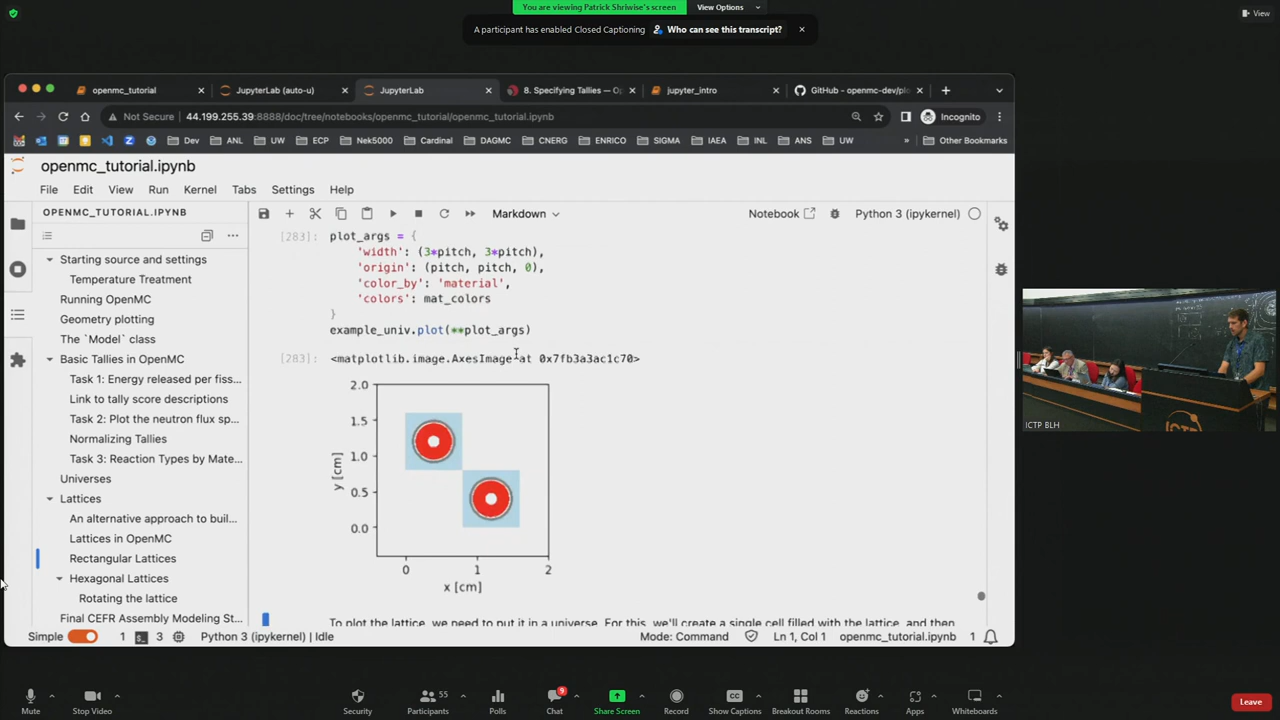 You are viewing Patrick Shriwise's screen
View Options
View
A participant has enabled Closed Captioning
Who can see this transcript?
openmc_tutorial
JupyterLab (auto-u)
JupyterLab
8. Specifying Tallies — O
jupyter_intro
GitHub - openmc-dev/plo
Not Secure
44.199.255.39:8888/doc/tree/notebooks/openmc_tutorial/openmc_tutorial.ipynb
Incognito
Dev
ANL
UW
ECP
Nek5000
Cardinal
DAGMC
CNERG
ENRICO
SIGMA
IAEA
INL
ANS
UW
»
Other Bookmarks
openmc_tutorial.ipynb
File
Edit
View
Run
Kernel
Tabs
Settings
Help
OPENMC_TUTORIAL.IPYNB
Markdown
Notebook
Python 3 (ipykernel)
Starting source and settings
Temperature Treatment
Running OpenMC
Geometry plotting
The `Model` class
Basic Tallies in OpenMC
Task 1: Energy released per fiss...
Link to tally score descriptions
Task 2: Plot the neutron flux sp...
Normalizing Tallies
Task 3: Reaction Types by Mate...
Universes
Lattices
An alternative approach to buil...
Lattices in OpenMC
Rectangular Lattices
Hexagonal Lattices
Rotating the lattice
Final CEFR Assembly Modeling St...
[283]:
plot_args = {
'width': (3*pitch, 3*pitch),
'origin': (pitch, pitch, 0),
'color_by': 'material',
'colors': mat_colors
}
example_univ.plot(**plot_args)
[283]:
<matplotlib.image.AxesImage at 0x7fb3a3ac1c70>
2.0
1.5
1.0
0.5
0.0
y [cm]
0
1
2
x [cm]
To plot the lattice, we need to put it in a universe. For this, we'll create a single cell filled with the lattice, and then
Simple
1
3
Python 3 (ipykernel) | Idle
Mode: Command
Ln 1, Col 1
openmc_tutorial.ipynb
1
ICTP BLH
Mute
Stop Video
Security
55
Participants
Polls
9
Chat
Share Screen
Record
CC
Show Captions
Breakout Rooms
Reactions
Apps
Whiteboards
Leave